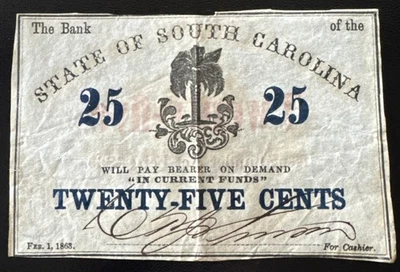 The Bank of the
STATE OF SOUTH CAROLINA
25 25
WILL PAY BEARER ON DEMAND
"IN CURRENT FUNDS"
TWENTY-FIVE CENTS
FEB. 1, 1863. For Cashier.